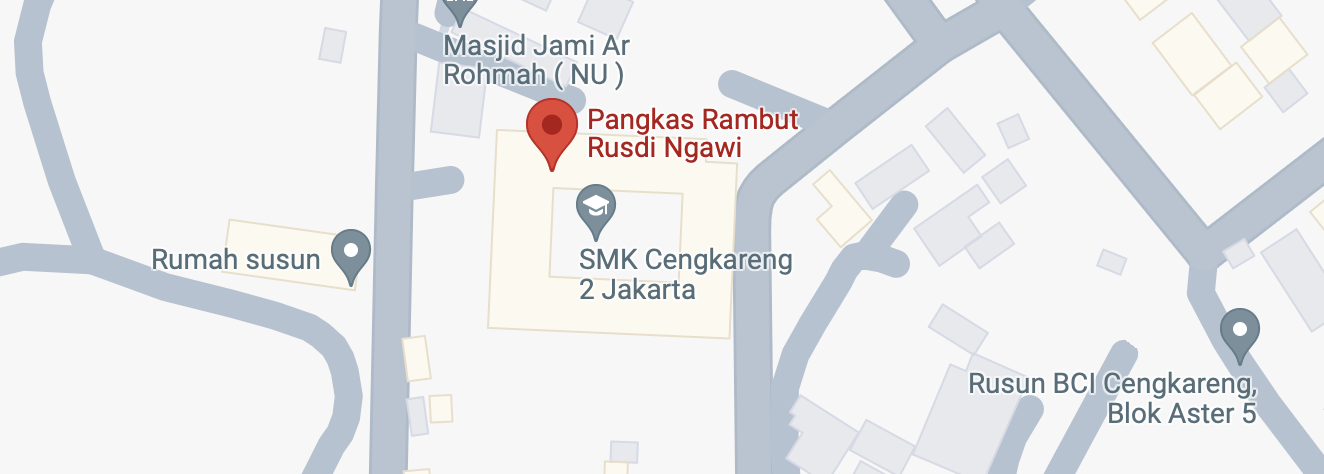 Masjid Jami Ar
Rohmah ( NU )
Pangkas Rambut
Rusdi Ngawi
Rumah susun
SMK Cengkareng
2 Jakarta
Rusun BCI Cengkareng,
Blok Aster 5